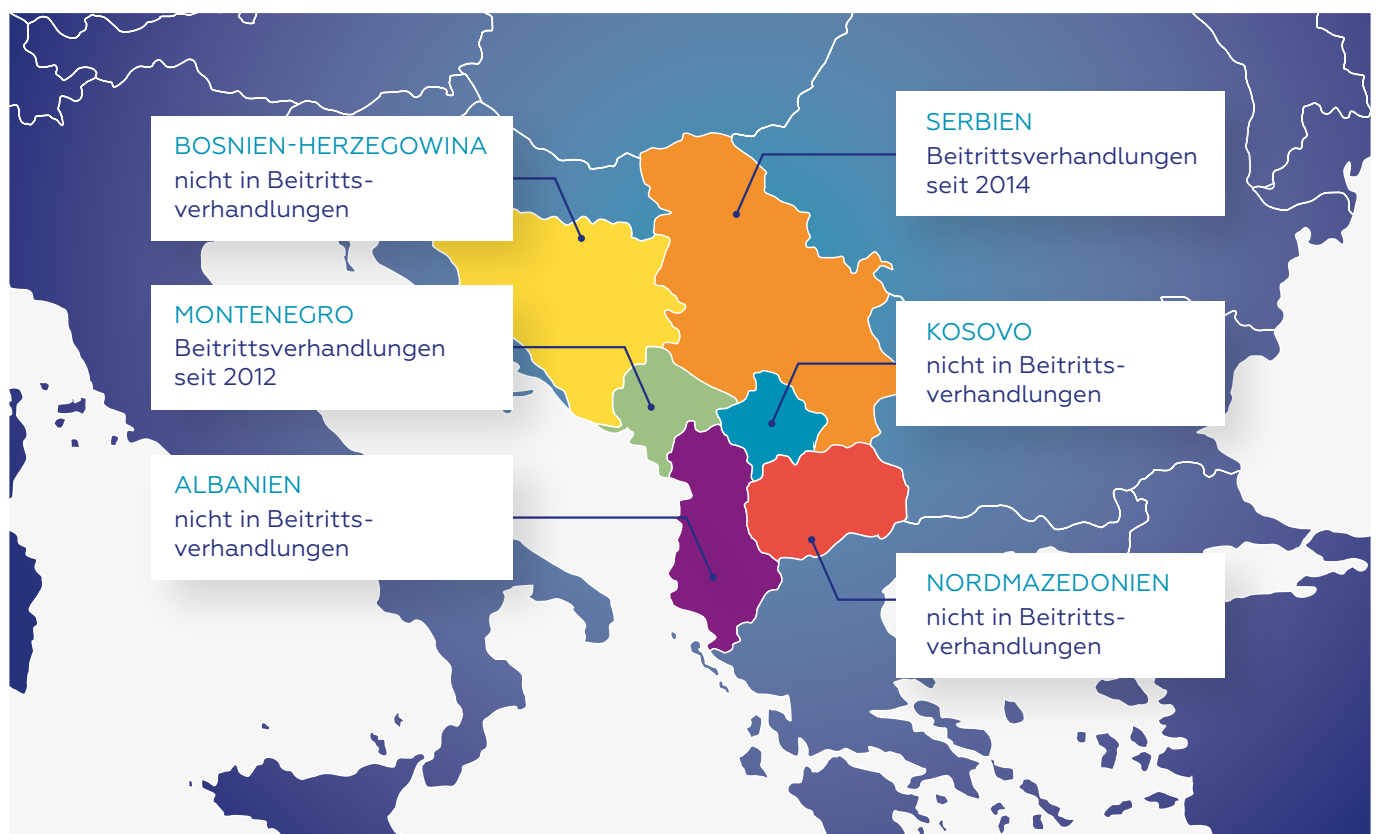 BOSNIEN-HERZEGOWINA
nicht in Beitritts-
verhandlungen
MONTENEGRO
Beitrittsverhandlungen
seit 2012
ALBANIEN
nicht in Beitritts-
verhandlungen
SERBIEN
Beitrittsverhandlungen
seit 2014
KOSOVO
nicht in Beitritts-
verhandlungen
NORDMAZEDONIEN
nicht in Beitritts-
verhandlungen